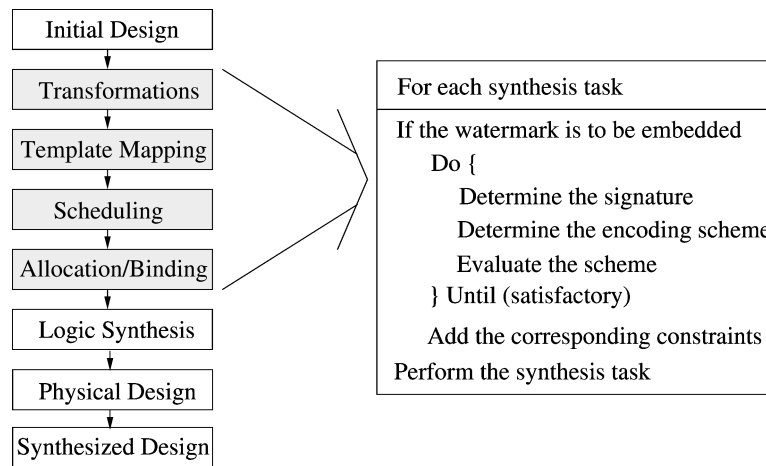 Initial Design
Transformations
Template Mapping
Scheduling
Allocation/Binding
Logic Synthesis
Physical Design
Synthesized Design
For each synthesis task
If the watermark is to be embedded
Do {
Determine the signature
Determine the encoding scheme
Evaluate the scheme
} Until (satisfactory)
Add the corresponding constraints
Perform the synthesis task